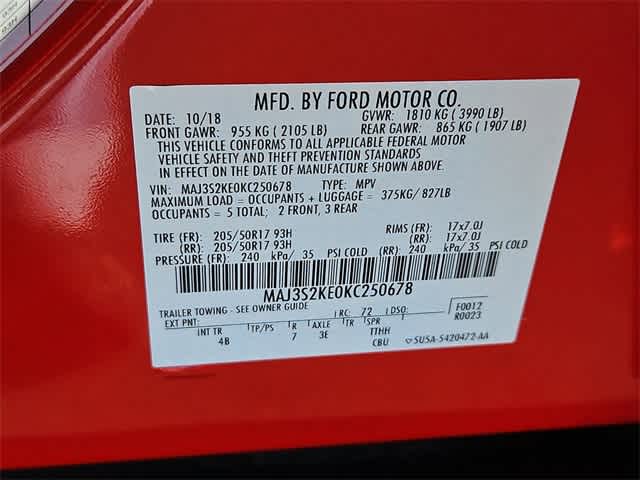 MFD. BY FORD MOTOR CO.
DATE: 10/18 GVWR: 1810 KG ( 3990 LB)
FRONT GAWR: 955 KG ( 2105 LB) REAR GAWR: 865 KG ( 1907 LB)
THIS VEHICLE CONFORMS TO ALL APPLICABLE FEDERAL MOTOR
VEHICLE SAFETY AND THEFT PREVENTION STANDARDS
IN EFFECT ON THE DATE OF MANUFACTURE SHOWN ABOVE.
VIN: MAJ3S2KE0KC250678 TYPE: MPV
MAXIMUM LOAD = OCCUPANTS + LUGGAGE = 375KG/ 827LB
OCCUPANTS = 5 TOTAL; 2 FRONT, 3 REAR
TIRE (FR): 205/50R17 93H RIMS (FR): 17x7.0J
(RR): 205/50R17 93H (RR): 17x7.0J
PRESSURE (FR): 240 kPa/ 35 PSI COLD (RR): 240 kPa/ 35 PSI COLD
MAJ3S2KE0KC250678
TRAILER TOWING - SEE OWNER GUIDE
EXT PNT: RC: 72 DSO: F0012
R0023
INT TR TP/PS R AXLE TR SPR
4B 7 3E TTHH
CBU SU5A-5420472-AA